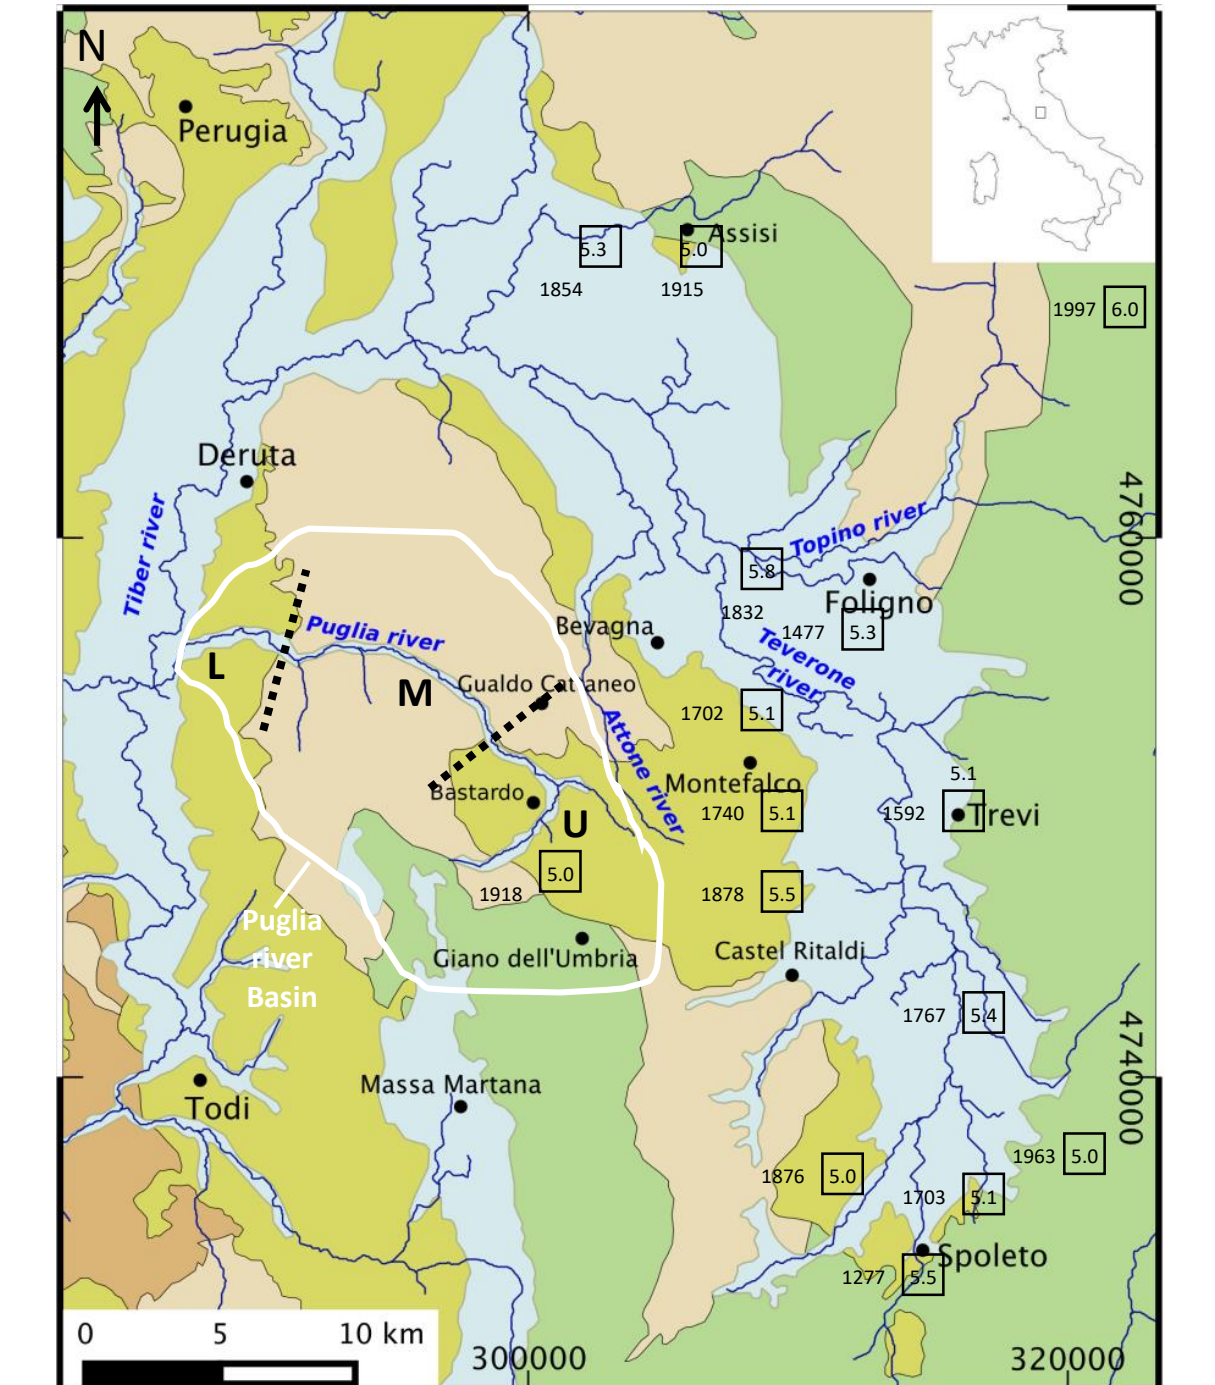 N
Perugia
Assisi
5.3
5.0
1854
1915
1997
6.0
Deruta
4760000
Tiber river
Topino river
5.8
Foligno
1832
Puglia river
Bevagna
1477
5.3
Teverone
river
L
M
Gualdo Cattaneo
1702
5.1
Attone river
Montefalco
5.1
Bastardo
1740
5.1
1592
Trevi
U
5.0
1918
1878
5.5
Puglia
river
Basin
Giano dell'Umbria
Castel Ritaldi
1767
5.4
4740000
Massa Martana
Todi
1963
5.0
1876
5.0
1703
5.1
Spoleto
1277
5.5
0
5
10 km
300000
320000